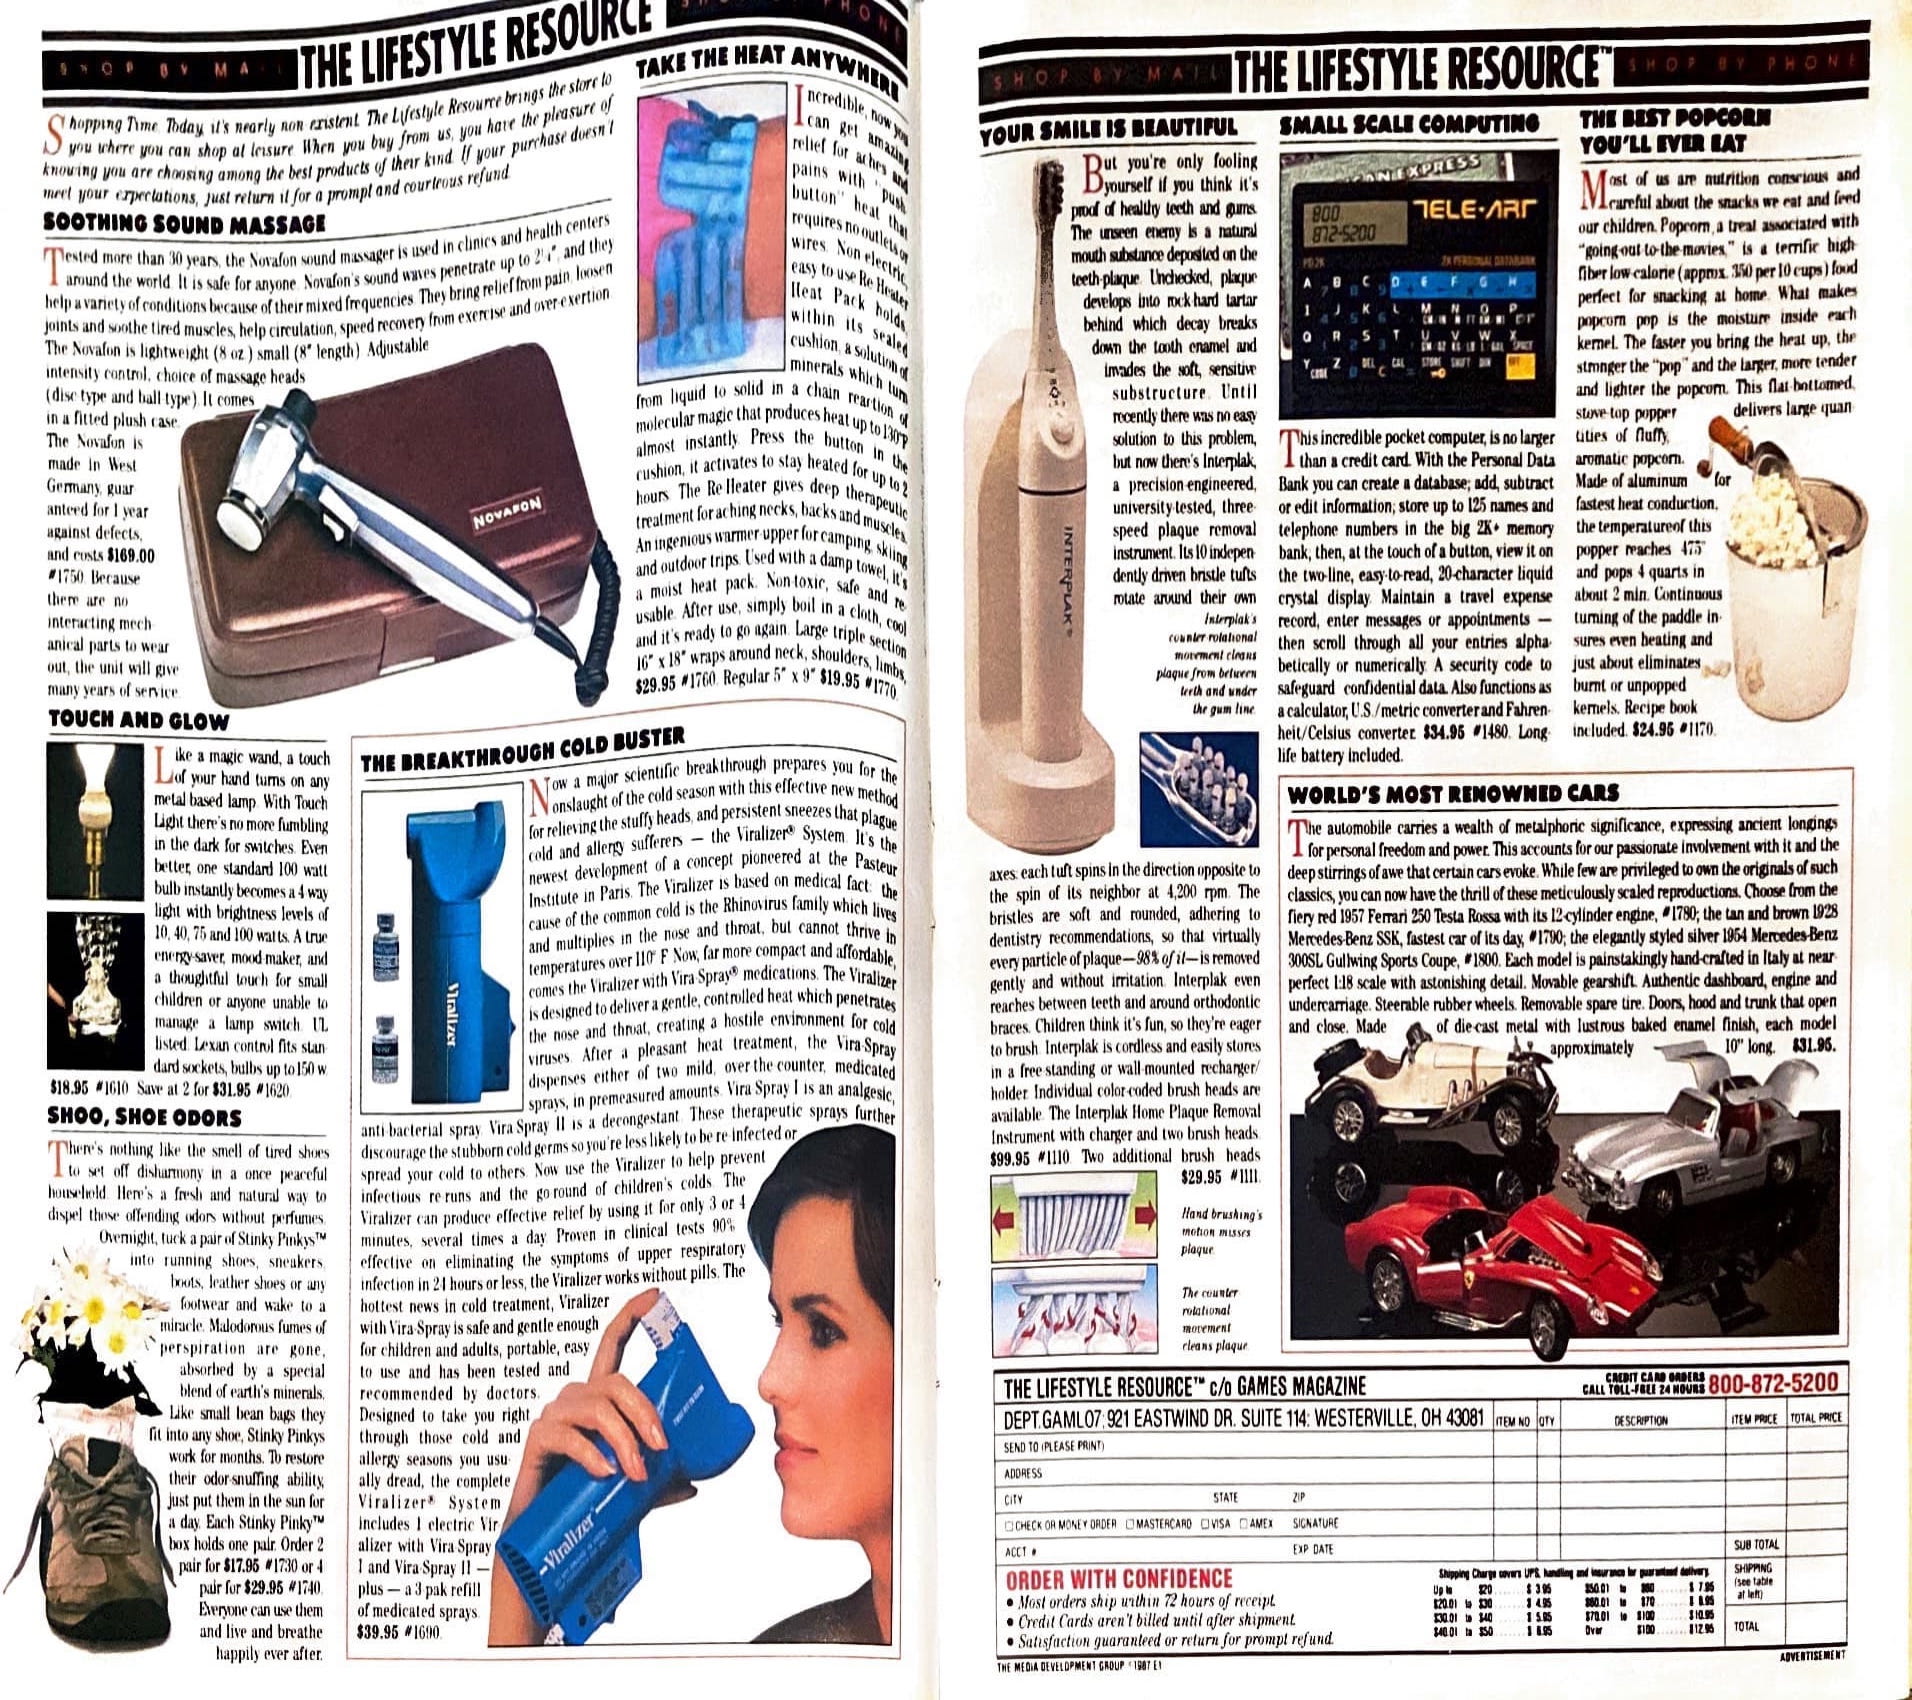 SHOP BY MAIL
THE LIFESTYLE RESOURCE
Shopping Time. Today, it's nearly non existent. The Lifestyle Resource brings the store to
you where you can shop at leisure. When you buy from us, you have the pleasure of
knowing you are choosing among the best products of their kind. If your purchase doesn't
meet your expectations, just return it for a prompt and courteous refund.
SOOTHING SOUND MASSAGE
Tested more than 30 years, the Novafon sound massager is used in clinics and health centers
around the world. It is safe for anyone. Novafon's sound waves penetrate up to 2¼", and they
help a variety of conditions because of their mixed frequencies. They bring relief from pain, loosen
joints and soothe tired muscles, help circulation, speed recovery from exercise and over-exertion
The Novafon is lightweight (8 oz.) small (8" length) Adjustable
intensity control, choice of massage heads
(disc type and ball type). It comes
in a fitted plush case.
The Novafon is
made in West
Germany, guar
anteed for 1 year
against defects,
and costs $169.00
#1750. Because
there are no
interacting mech
anical parts to wear
out, the unit will give
many years of service.
NOVAFON
TAKE THE HEAT ANYWHERE
Incredible, now you
can get amazing
relief for aches and
pains with "push
button" heat that
requires no outlets or
wires. Non electric,
easy to use Re Heater
Heat Pack holds,
within its sealed
cushion, a solution of
minerals which turn
from liquid to solid in a chain reaction of
molecular magic that produces heat up to 130°F
almost instantly. Press the button in the
cushion, it activates to stay heated for up to 2
hours. The Re-Heater gives deep therapeutic
treatment for aching necks, backs and muscles.
An ingenious warmer-upper for camping, skiing
and outdoor trips. Used with a damp towel, it's
a moist heat pack. Non-toxic, safe and re-
usable. After use, simply boil in a cloth, cool
and it's ready to go again. Large triple section
16" x 18" wraps around neck, shoulders, limbs,
$29.95 #1760. Regular 5" x 9" $19.95 #1770.
TOUCH AND GLOW
Like a magic wand, a touch
of your hand turns on any
metal based lamp. With Touch
Light there's no more fumbling
in the dark for switches. Even
better, one standard 100 watt
bulb instantly becomes a 4 way
light with brightness levels of
10, 40, 75 and 100 watts. A true
energy-saver, mood-maker, and
a thoughtful touch for small
children or anyone unable to
manage a lamp switch. UL
listed. Lexan control fits stan
dard sockets, bulbs up to 150 w.
$18.95 #1610 Save at 2 for $31.95 #1620.
SHOO, SHOE ODORS
There's nothing like the smell of tired shoes
to set off disharmony in a once peaceful
household. Here's a fresh and natural way to
dispel those offending odors without perfumes.
Overnight, tuck a pair of Stinky Pinkys™
into running shoes, sneakers,
boots, leather shoes or any
footwear and wake to a
miracle. Malodorous fumes of
perspiration are gone,
absorbed by a special
blend of earth's minerals.
Like small bean bags they
fit into any shoe, Stinky Pinkys
work for months. To restore
their odor-snuffing ability,
just put them in the sun for
a day. Each Stinky Pinky™
box holds one pair. Order 2
pair for $17.95 #1730 or 4
pair for $29.95 #1740.
Everyone can use them
and live and breathe
happily ever after.
THE BREAKTHROUGH COLD BUSTER
Now a major scientific breakthrough prepares you for the
onslaught of the cold season with this effective new method
for relieving the stuffy heads, and persistent sneezes that plague
cold and allergy sufferers — the Viralizer® System. It's the
newest development of a concept pioneered at the Pasteur
Institute in Paris. The Viralizer is based on medical fact: the
cause of the common cold is the Rhinovirus family which lives
and multiplies in the nose and throat, but cannot thrive in
temperatures over 110° F Now, far more compact and affordable,
comes the Viralizer with Vira-Spray® medications. The Viralizer
is designed to deliver a gentle, controlled heat which penetrates
the nose and throat, creating a hostile environment for cold
viruses. After a pleasant heat treatment, the Vira-Spray
dispenses either of two mild, over the counter, medicated
sprays, in premeasured amounts. Vira Spray I is an analgesic,
anti-bacterial spray. Vira Spray II is a decongestant. These therapeutic sprays further
discourage the stubborn cold germs so you're less likely to be re-infected or
spread your cold to others. Now use the Viralizer to help prevent
infectious re-runs and the go-round of children's colds. The
Viralizer can produce effective relief by using it for only 3 or 4
minutes, several times a day. Proven in clinical tests 90%
effective on eliminating the symptoms of upper respiratory
infection in 24 hours or less, the Viralizer works without pills. The
hottest news in cold treatment, Viralizer
with Vira-Spray is safe and gentle enough
for children and adults, portable, easy
to use and has been tested and
recommended by doctors.
Designed to take you right
through those cold and
allergy seasons you usu-
ally dread, the complete
Viralizer® System
includes 1 electric Vir-
alizer with Vira Spray
I and Vira-Spray II —
plus — a 3 pak refill
of medicated sprays.
$39.95 #1690.
Viralizer
Viralizer
SHOP BY MAIL
THE LIFESTYLE RESOURCE™
SHOP BY PHONE
YOUR SMILE IS BEAUTIFUL
But you're only fooling
yourself if you think it's
proof of healthy teeth and gums.
The unseen enemy is a natural
mouth substance deposited on the
teeth-plaque. Unchecked, plaque
develops into rock-hard tartar
behind which decay breaks
down the tooth enamel and
invades the soft, sensitive
substructure. Until
recently there was no easy
solution to this problem,
but now there's Interplak,
a precision-engineered,
university-tested, three-
speed plaque removal
instrument. Its 10 indepen-
dently driven bristle tufts
rotate around their own
INTERPLAK®
Interplak's
counter-rotational
movement cleans
plaque from between
teeth and under
the gum line.
axes: each tuft spins in the direction opposite to
the spin of its neighbor at 4,200 rpm. The
bristles are soft and rounded, adhering to
dentistry recommendations, so that virtually
every particle of plaque—98% of it—is removed
gently and without irritation. Interplak even
reaches between teeth and around orthodontic
braces. Children think it's fun, so they're eager
to brush. Interplak is cordless and easily stores
in a free-standing or wall-mounted recharger/
holder. Individual color-coded brush heads are
available. The Interplak Home Plaque Removal
Instrument with charger and two brush heads
$99.95 #1110. Two additional brush heads
$29.95 #1111.
Hand brushing's
motion misses
plaque.
The counter
rotational
movement
cleans plaque.
SMALL SCALE COMPUTING
EXPRESS
800
872-5200
TELE-ART
This incredible pocket computer, is no larger
than a credit card. With the Personal Data
Bank you can create a database; add, subtract
or edit information; store up to 125 names and
telephone numbers in the big 2K+ memory
bank; then, at the touch of a button, view it on
the two-line, easy-to-read, 20-character liquid
crystal display. Maintain a travel expense
record, enter messages or appointments —
then scroll through all your entries alpha-
betically or numerically. A security code to
safeguard confidential data. Also functions as
a calculator, U.S./metric converter and Fahren-
heit/Celsius converter. $34.95 #1480. Long-
life battery included.
THE BEST POPCORN
YOU'LL EVER EAT
Most of us are nutrition conscious and
careful about the snacks we eat and feed
our children. Popcorn, a treat associated with
"going-out-to-the-movies," is a terrific high-
fiber low-calorie (approx. 350 per 10 cups) food
perfect for snacking at home. What makes
popcorn pop is the moisture inside each
kernel. The faster you bring the heat up, the
stronger the "pop" and the larger, more tender
and lighter the popcorn. This flat-bottomed,
stove-top popper delivers large quan-
tities of fluffy,
aromatic popcorn.
Made of aluminum for
fastest heat conduction,
the temperature of this
popper reaches 475°
and pops 4 quarts in
about 2 min. Continuous
turning of the paddle in-
sures even heating and
just about eliminates
burnt or unpopped
kernels. Recipe book
included. $24.95 #1170.
WORLD'S MOST RENOWNED CARS
The automobile carries a wealth of metalphoric significance, expressing ancient longings
for personal freedom and power. This accounts for our passionate involvement with it and the
deep stirrings of awe that certain cars evoke. While few are privileged to own the originals of such
classics, you can now have the thrill of these meticulously scaled reproductions. Choose from the
fiery red 1957 Ferrari 250 Testa Rossa with its 12-cylinder engine, #1780; the tan and brown 1928
Mercedes-Benz SSK, fastest car of its day, #1790; the elegantly styled silver 1954 Mercedes-Benz
300SL Gullwing Sports Coupe, #1800. Each model is painstakingly hand-crafted in Italy at near-
perfect 1:18 scale with astonishing detail. Movable gearshift. Authentic dashboard, engine and
undercarriage. Steerable rubber wheels. Removable spare tire. Doors, hood and trunk that open
and close. Made of die-cast metal with lustrous baked enamel finish, each model
approximately 10" long. $31.95.
THE LIFESTYLE RESOURCE™ c/o GAMES MAGAZINE
CREDIT CARD ORDERS
CALL TOLL-FREE 24 HOURS 800-872-5200
DEPT.GAML07; 921 EASTWIND DR. SUITE 114: WESTERVILLE, OH 43081
ITEM NO QTY DESCRIPTION ITEM PRICE TOTAL PRICE
SEND TO (PLEASE PRINT)
ADDRESS
CITY STATE ZIP
CHECK OR MONEY ORDER MASTERCARD VISA AMEX SIGNATURE
ACCT # EXP DATE
SUB TOTAL
SHIPPING
(see table
at left)
TOTAL
ORDER WITH CONFIDENCE
• Most orders ship within 72 hours of receipt.
• Credit Cards aren't billed until after shipment.
• Satisfaction guaranteed or return for prompt refund.
Shipping Charge covers UPS, handling and insurance for guaranteed delivery.
Up to $20 $3.95 $50.01 to $60 $7.95
$20.01 to $30 $4.95 $60.01 to $70 $8.95
$30.01 to $40 $5.95 $70.01 to $100 $10.95
$40.01 to $50 $6.95 Over $100 $12.95
THE MEDIA DEVELOPMENT GROUP ©1987 E1
ADVERTISEMENT